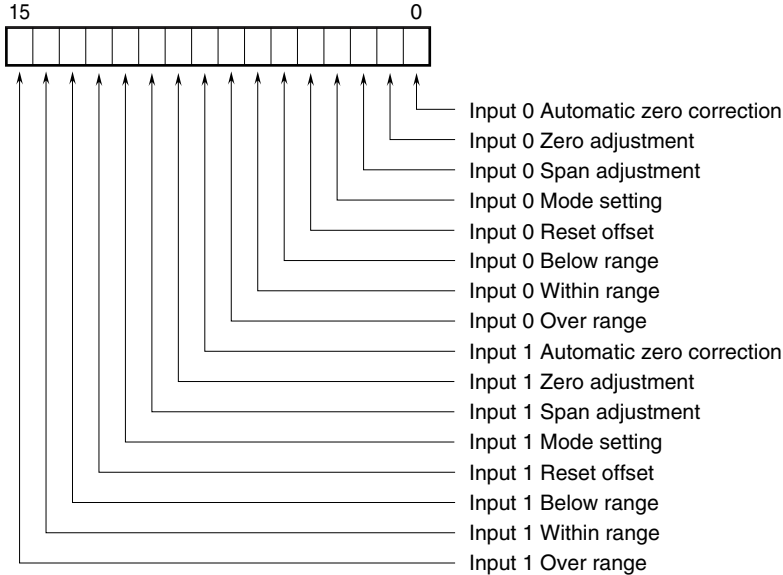 15 0
Input 0 Automatic zero correction
Input 0 Zero adjustment
Input 0 Span adjustment
Input 0 Mode setting
Input 0 Reset offset
Input 0 Below range
Input 0 Within range
Input 0 Over range
Input 1 Automatic zero correction
Input 1 Zero adjustment
Input 1 Span adjustment
Input 1 Mode setting
Input 1 Reset offset
Input 1 Below range
Input 1 Within range
Input 1 Over range